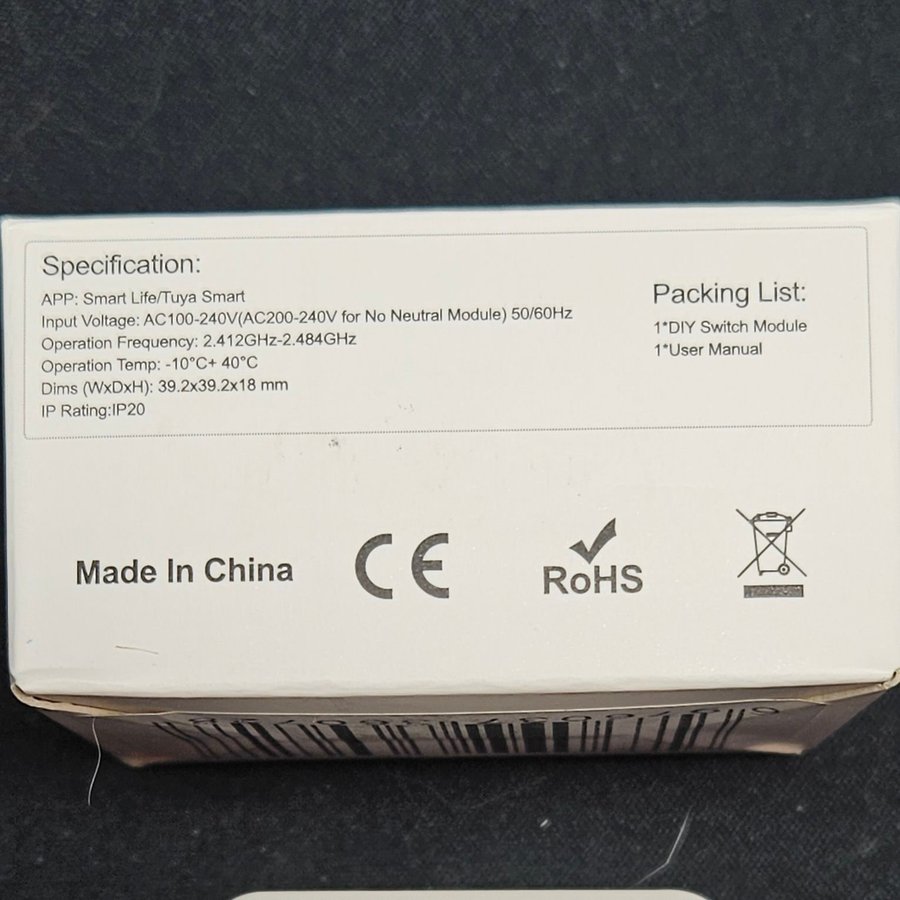 Specification:
APP: Smart Life/Tuya Smart
Input Voltage: AC100-240V(AC200-240V for No Neutral Module) 50/60Hz
Operation Frequency: 2.412GHz-2.484GHz
Operation Temp: -10°C+ 40°C
Dims (WxDxH): 39.2x39.2x18 mm
IP Rating:IP20
Packing List:
1*DIY Switch Module
1*User Manual
Made In China
CE
RoHS